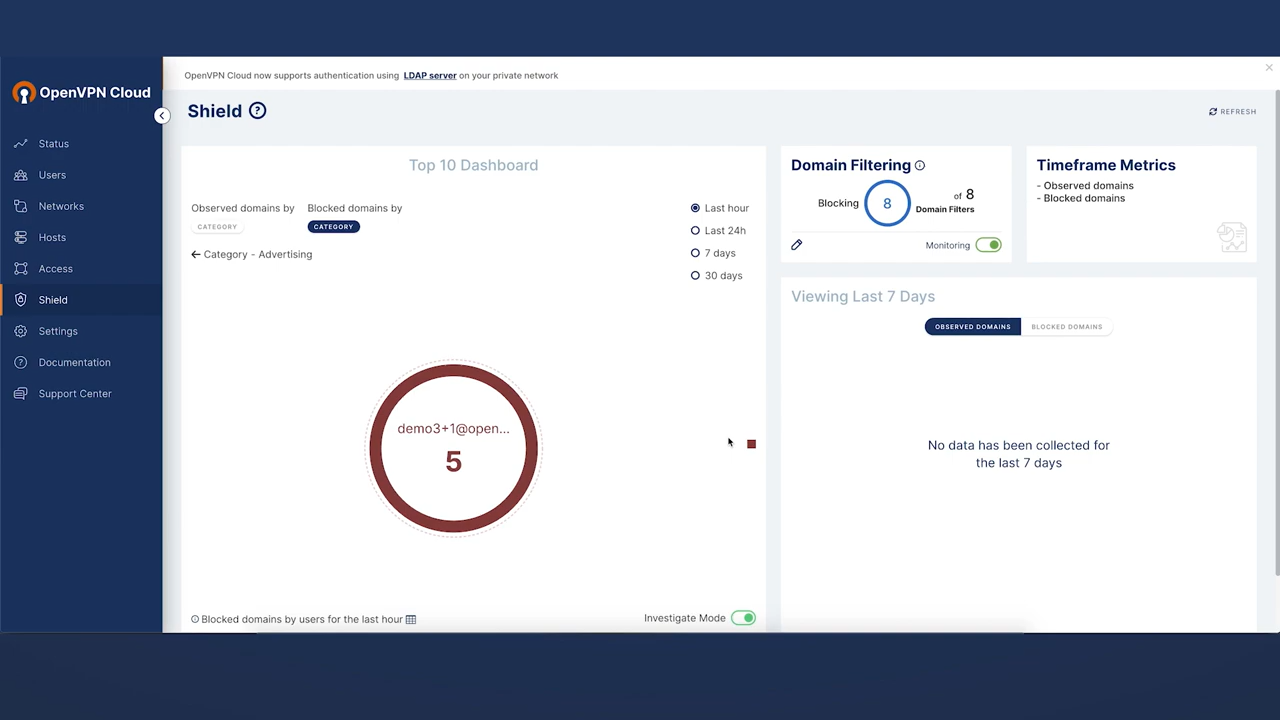 OpenVPN Cloud now supports authentication using LDAP server on your private network
OpenVPN Cloud
Status
Users
Networks
Hosts
Access
Shield
Settings
Documentation
Support Center
Shield ?
REFRESH
Top 10 Dashboard
Observed domains by
CATEGORY
Blocked domains by
CATEGORY
Last hour
Last 24h
7 days
30 days
Category - Advertising
demo3+1@open...
5
Blocked domains by users for the last hour
Investigate Mode
Domain Filtering
Blocking
8
of 8
Domain Filters
Monitoring
Timeframe Metrics
- Observed domains
- Blocked domains
Viewing Last 7 Days
OBSERVED DOMAINS
BLOCKED DOMAINS
No data has been collected for
the last 7 days